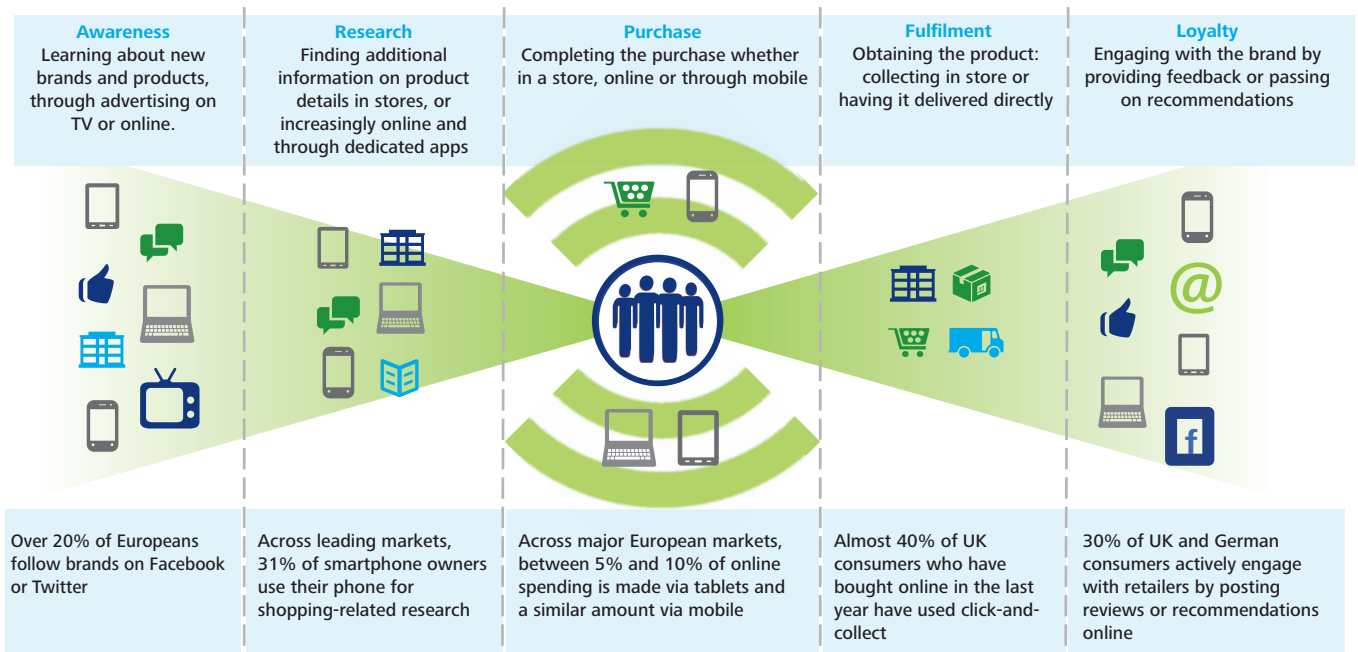 Awareness
Learning about new
brands and products,
through advertising on
TV or online.
Research
Finding additional
information on product
details in stores, or
increasingly online and
through dedicated apps
Purchase
Completing the purchase whether
in a store, online or through mobile
Fulfilment
Obtaining the product:
collecting in store or
having it delivered directly
Loyalty
Engaging with the brand by
providing feedback or passing
on recommendations
@
f
Over 20% of Europeans
follow brands on Facebook
or Twitter
Across leading markets,
31% of smartphone owners
use their phone for
shopping-related research
Across major European markets,
between 5% and 10% of online
spending is made via tablets and
a similar amount via mobile
Almost 40% of UK
consumers who have
bought online in the last
year have used click-and-
collect
30% of UK and German
consumers actively engage
with retailers by posting
reviews or recommendations
online